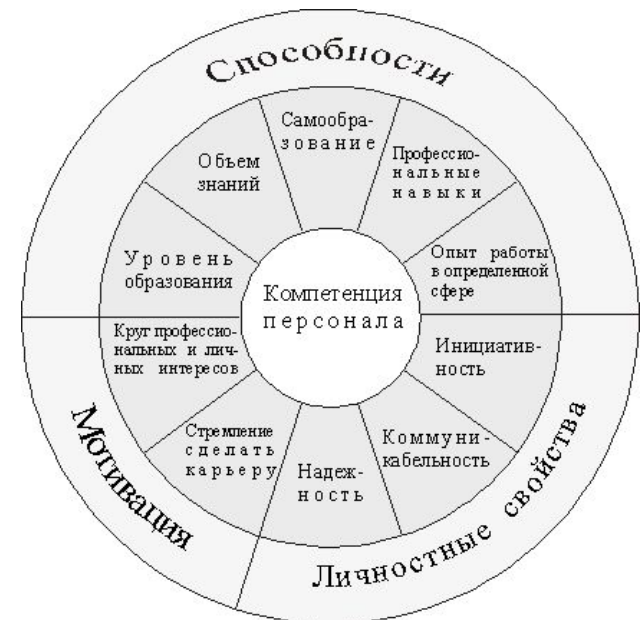 Способности
Самообра-
зование
Объем
знаний
Профессио-
нальные
навыки
Уровень
образования
Опыт работы
в определенной
сфере
Компетенция
персонала
Круг профессио-
нальных и лич-
ных интересов
Инициатив-
ность
Стремление
сделать
карьеру
Надеж-
ность
Коммуни-
кабельность
Мотивация
Личностные свойства